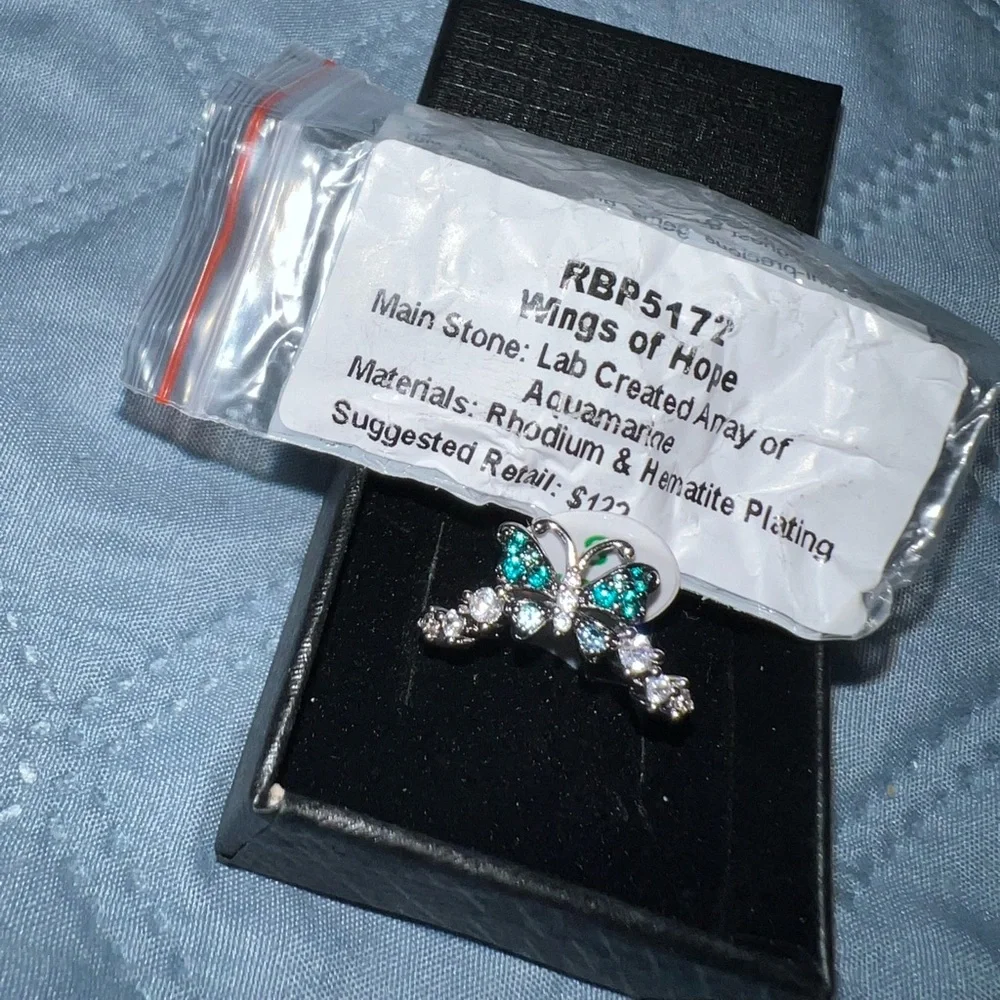 RBP5172
Wings of Hope
Main Stone: Lab Created Array of
Aquamarine
Materials: Rhodium & Hematite Plating
Suggested Retail: